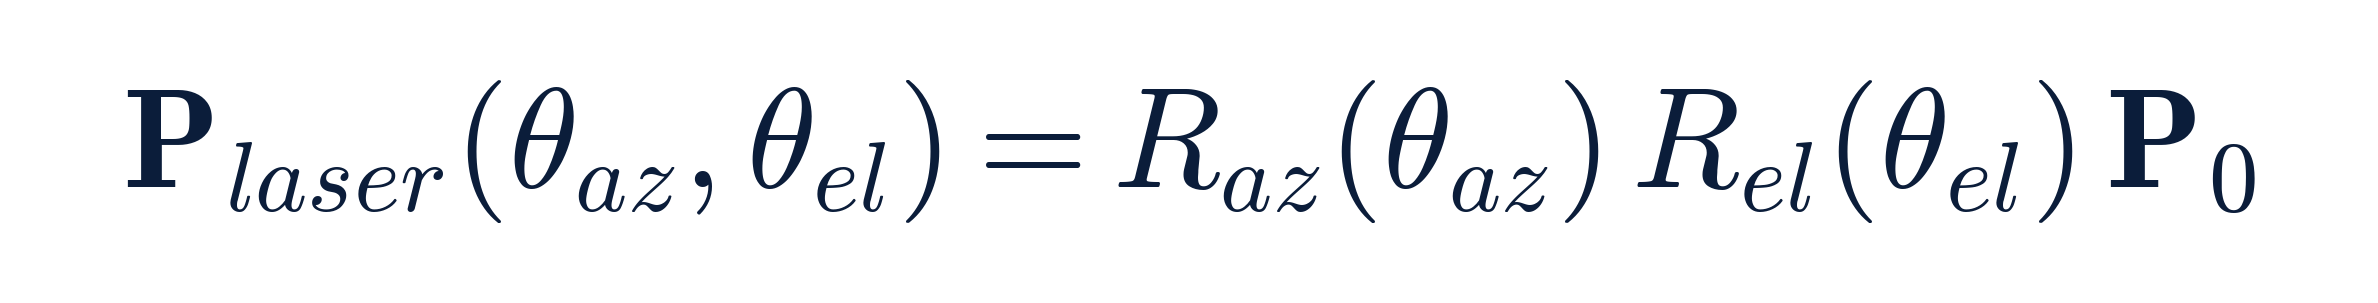 𝐏_{laser}(θ_{az}, θ_{el}) = R_{az}(θ_{az}) R_{el}(θ_{el}) 𝐏_0